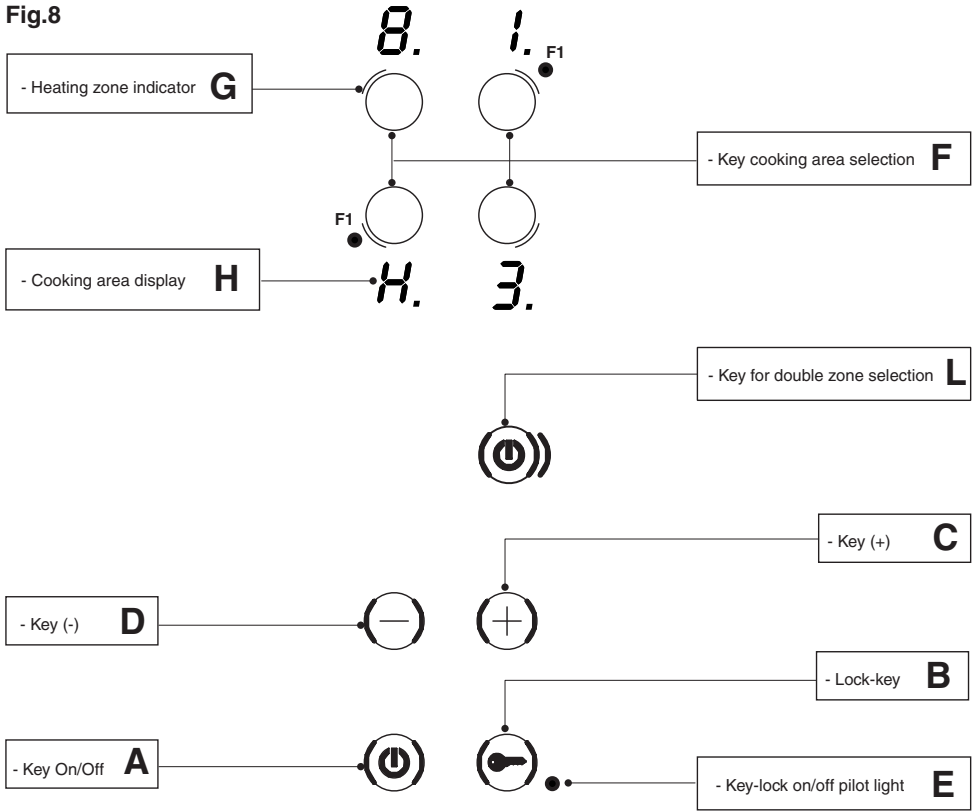 Fig.8
8. 1.
F1
- Heating zone indicator G
- Key cooking area selection F
F1
- Cooking area display H
H. 3.
- Key for double zone selection L
- Key (+) C
- Key (-) D
- Lock-key B
- Key On/Off A
- Key-lock on/off pilot light E